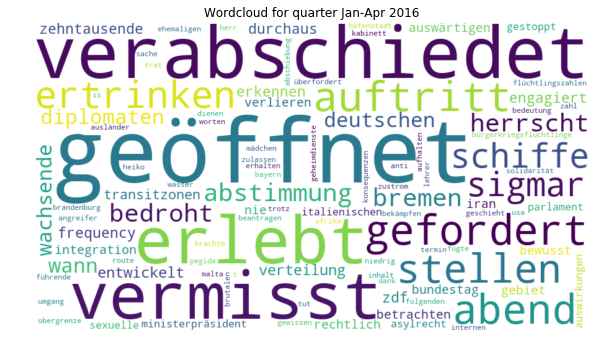 Wordcloud for quarter Jan-Apr 2016
zehntausende
ehemaligen
herr
durchaus
hafenstadt
kabinett
auswärtigen
gestoppt
verabschiedet
sache
trat
abschiebung
überfordert
flüchtlingszahlen
ertrinken
is
erkennen
auftritt
engagiert
zahl
diplomaten
verlieren
dienen
worten
deutschen
herrscht
bedeutung
bürgerkriegsflüchtlinge
geöffnet
ausländer
mädchen
anti
aufhalten
lehrer
solidarität
wachsende
heiko
zulassen
erhalten
geheimdienste
konsequenzen
schiffe
transitzonen
wasser
bayern
abstimmung
zustrom
bremen
sigmar
geschieht
usa
brandenburg
angreifer
bedroht
nie
trotz
beantragen
italienischen
bekämpfen
iran
parlament
frequency
erlebt
afrika
gefordert
integration
pegida
brachte
termin
fügte
bewusst
auswirkungen
wann
route
malta
t
verteilung
niedrig
stellen
führende
entwickelt
brutalen
zdf
inhalt
bundestag
gebiet
umgang
vermisst
tut
dank
betrachten
folgenden
abend
obergrenze
sexuelle
ministerpräsident
gewissen
rechtlich
asylrecht
internen